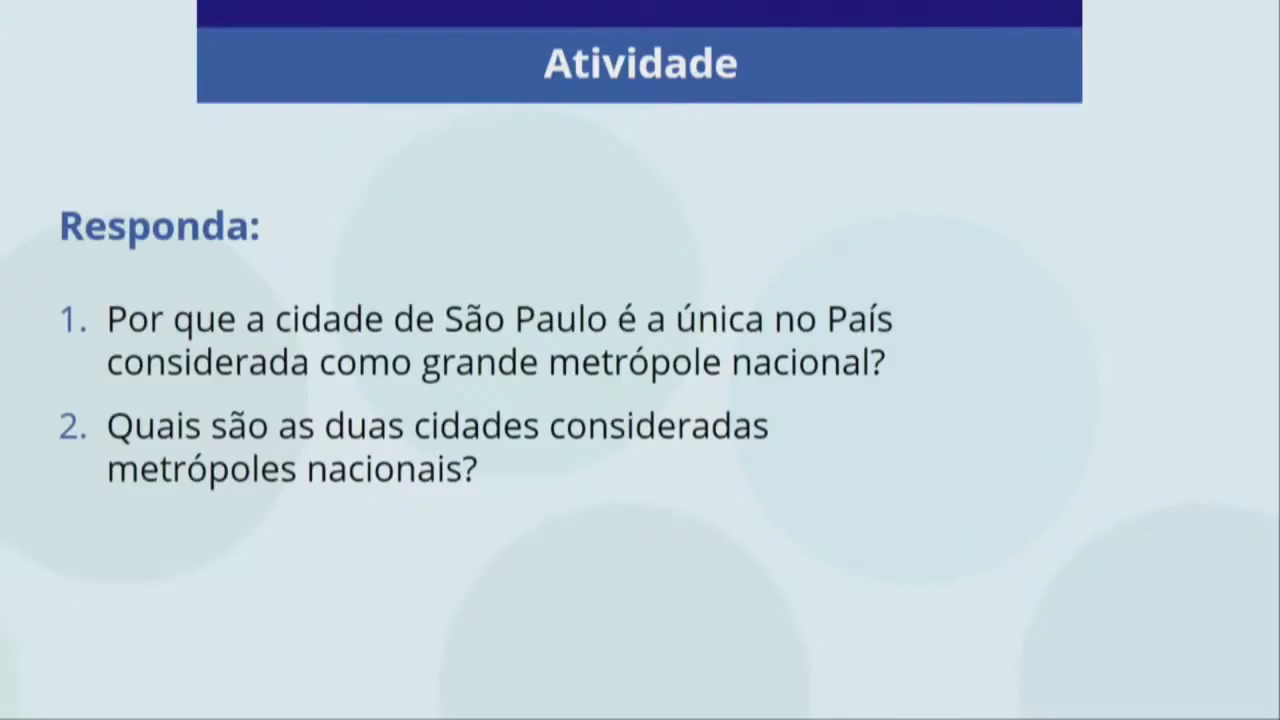 Atividade
Responda:
1. Por que a cidade de São Paulo é a única no País
considerada como grande metrópole nacional?
2. Quais são as duas cidades consideradas
metrópoles nacionais?